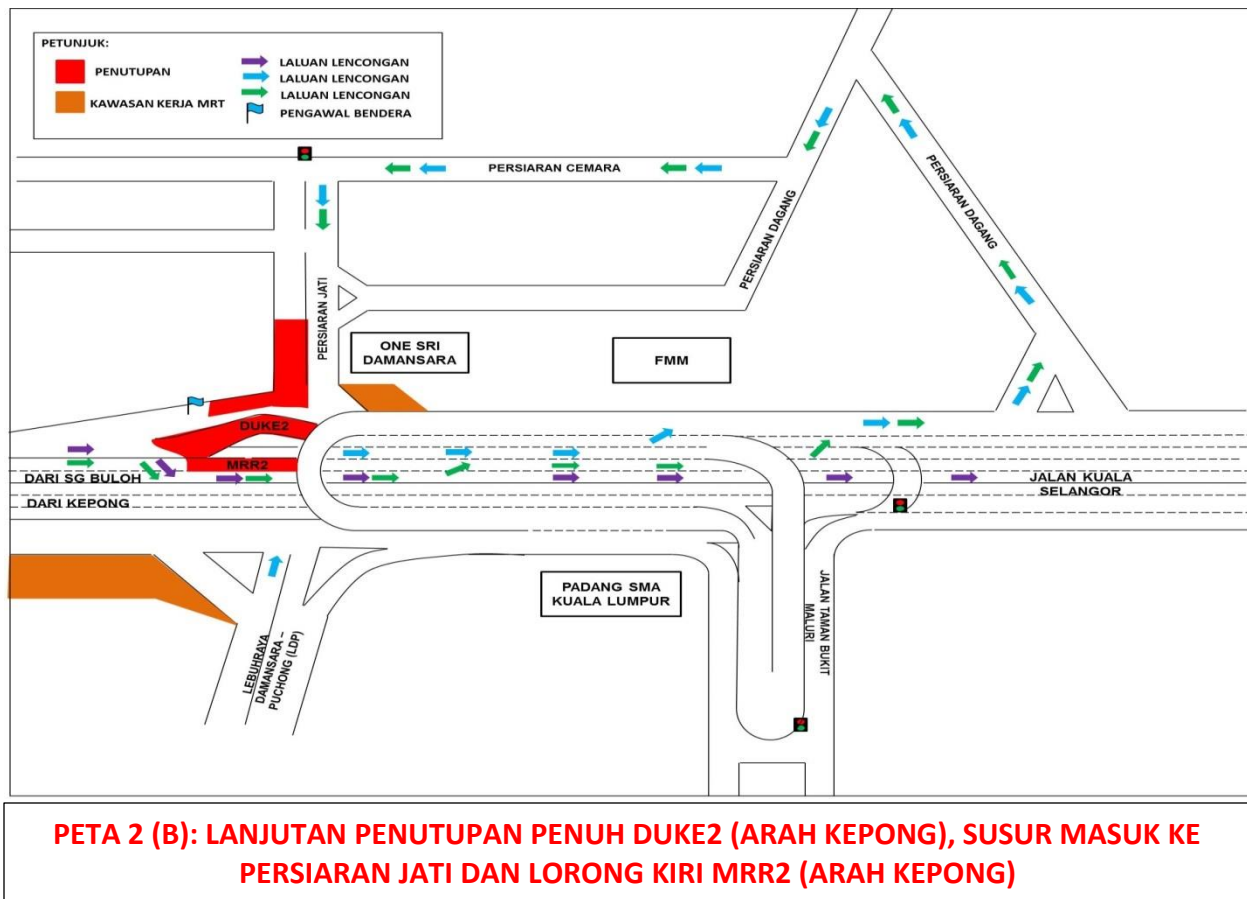 PETUNJUK:
PENUTUPAN
KAWASAN KERJA MRT
LALUAN LENCONGAN
LALUAN LENCONGAN
LALUAN LENCONGAN
PENGAWAL BENDERA
PERSIARAN CEMARA
PERSIARAN DAGANG
PERSIARAN DAGANG
PERSIARAN JATI
ONE SRI
DAMANSARA
FMM
DUKE2
MRR2
DARI SG BULOH
DARI KEPONG
JALAN KUALA
SELANGOR
PADANG SMA
KUALA LUMPUR
JALAN TAMAN BUKIT
MALURI
LEBUHRAYA
DAMANSARA –
PUCHONG (LDP)
PETA 2 (B): LANJUTAN PENUTUPAN PENUH DUKE2 (ARAH KEPONG), SUSUR MASUK KE
PERSIARAN JATI DAN LORONG KIRI MRR2 (ARAH KEPONG)